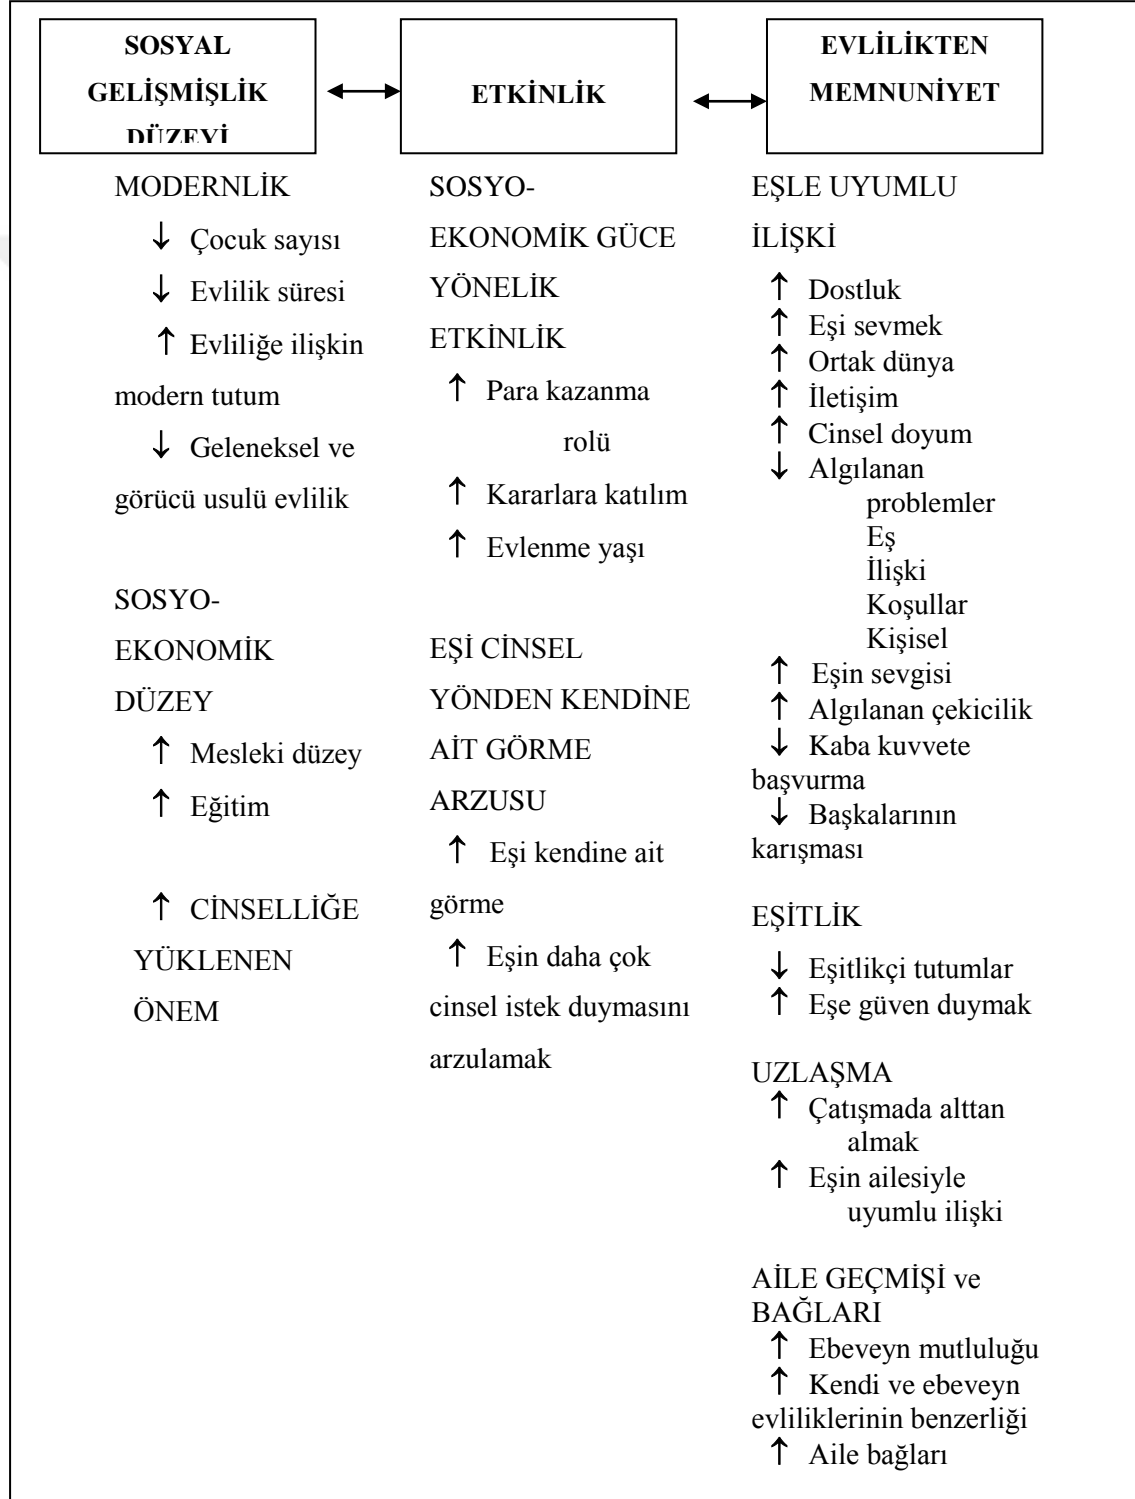 SOSYAL
GELİŞMİŞLİK
DÜZEYİ
ETKİNLİK
EVLİLİKTEN
MEMNUNİYET
MODERNLİK
↓ Çocuk sayısı
↓ Evlilik süresi
↑ Evliliğe ilişkin
modern tutum
↓ Geleneksel ve
görücü usulü evlilik
SOSYO-
EKONOMİK
DÜZEY
↑ Mesleki düzey
↑ Eğitim
↑ CİNSELLİĞE
YÜKLENEN
ÖNEM
SOSYO-
EKONOMİK GÜCE
YÖNELİK
ETKİNLİK
↑ Para kazanma
rolü
↑ Kararlara katılım
↑ Evlenme yaşı
EŞİ CİNSEL
YÖNDEN KENDİNE
AİT GÖRME
ARZUSU
↑ Eşi kendine ait
görme
↑ Eşin daha çok
cinsel istek duymasını
arzulamak
EŞLE UYUMLU
İLİŞKİ
↑ Dostluk
↑ Eşi sevmek
↑ Ortak dünya
↑ İletişim
↑ Cinsel doyum
↓ Algılanan
problemler
Eş
İlişki
Koşullar
Kişisel
↑ Eşin sevgisi
↑ Algılanan çekicilik
↓ Kaba kuvvete
başvurma
↓ Başkalarının
karışması
EŞİTLİK
↓ Eşitlikçi tutumlar
↑ Eşe güven duymak
UZLAŞMA
↑ Çatışmada alttan
almak
↑ Eşin ailesiyle
uyumlu ilişki
AİLE GEÇMİŞİ ve
BAĞLARI
↑ Ebeveyn mutluluğu
↑ Kendi ve ebeveyn
evliliklerinin benzerliği
↑ Aile bağları